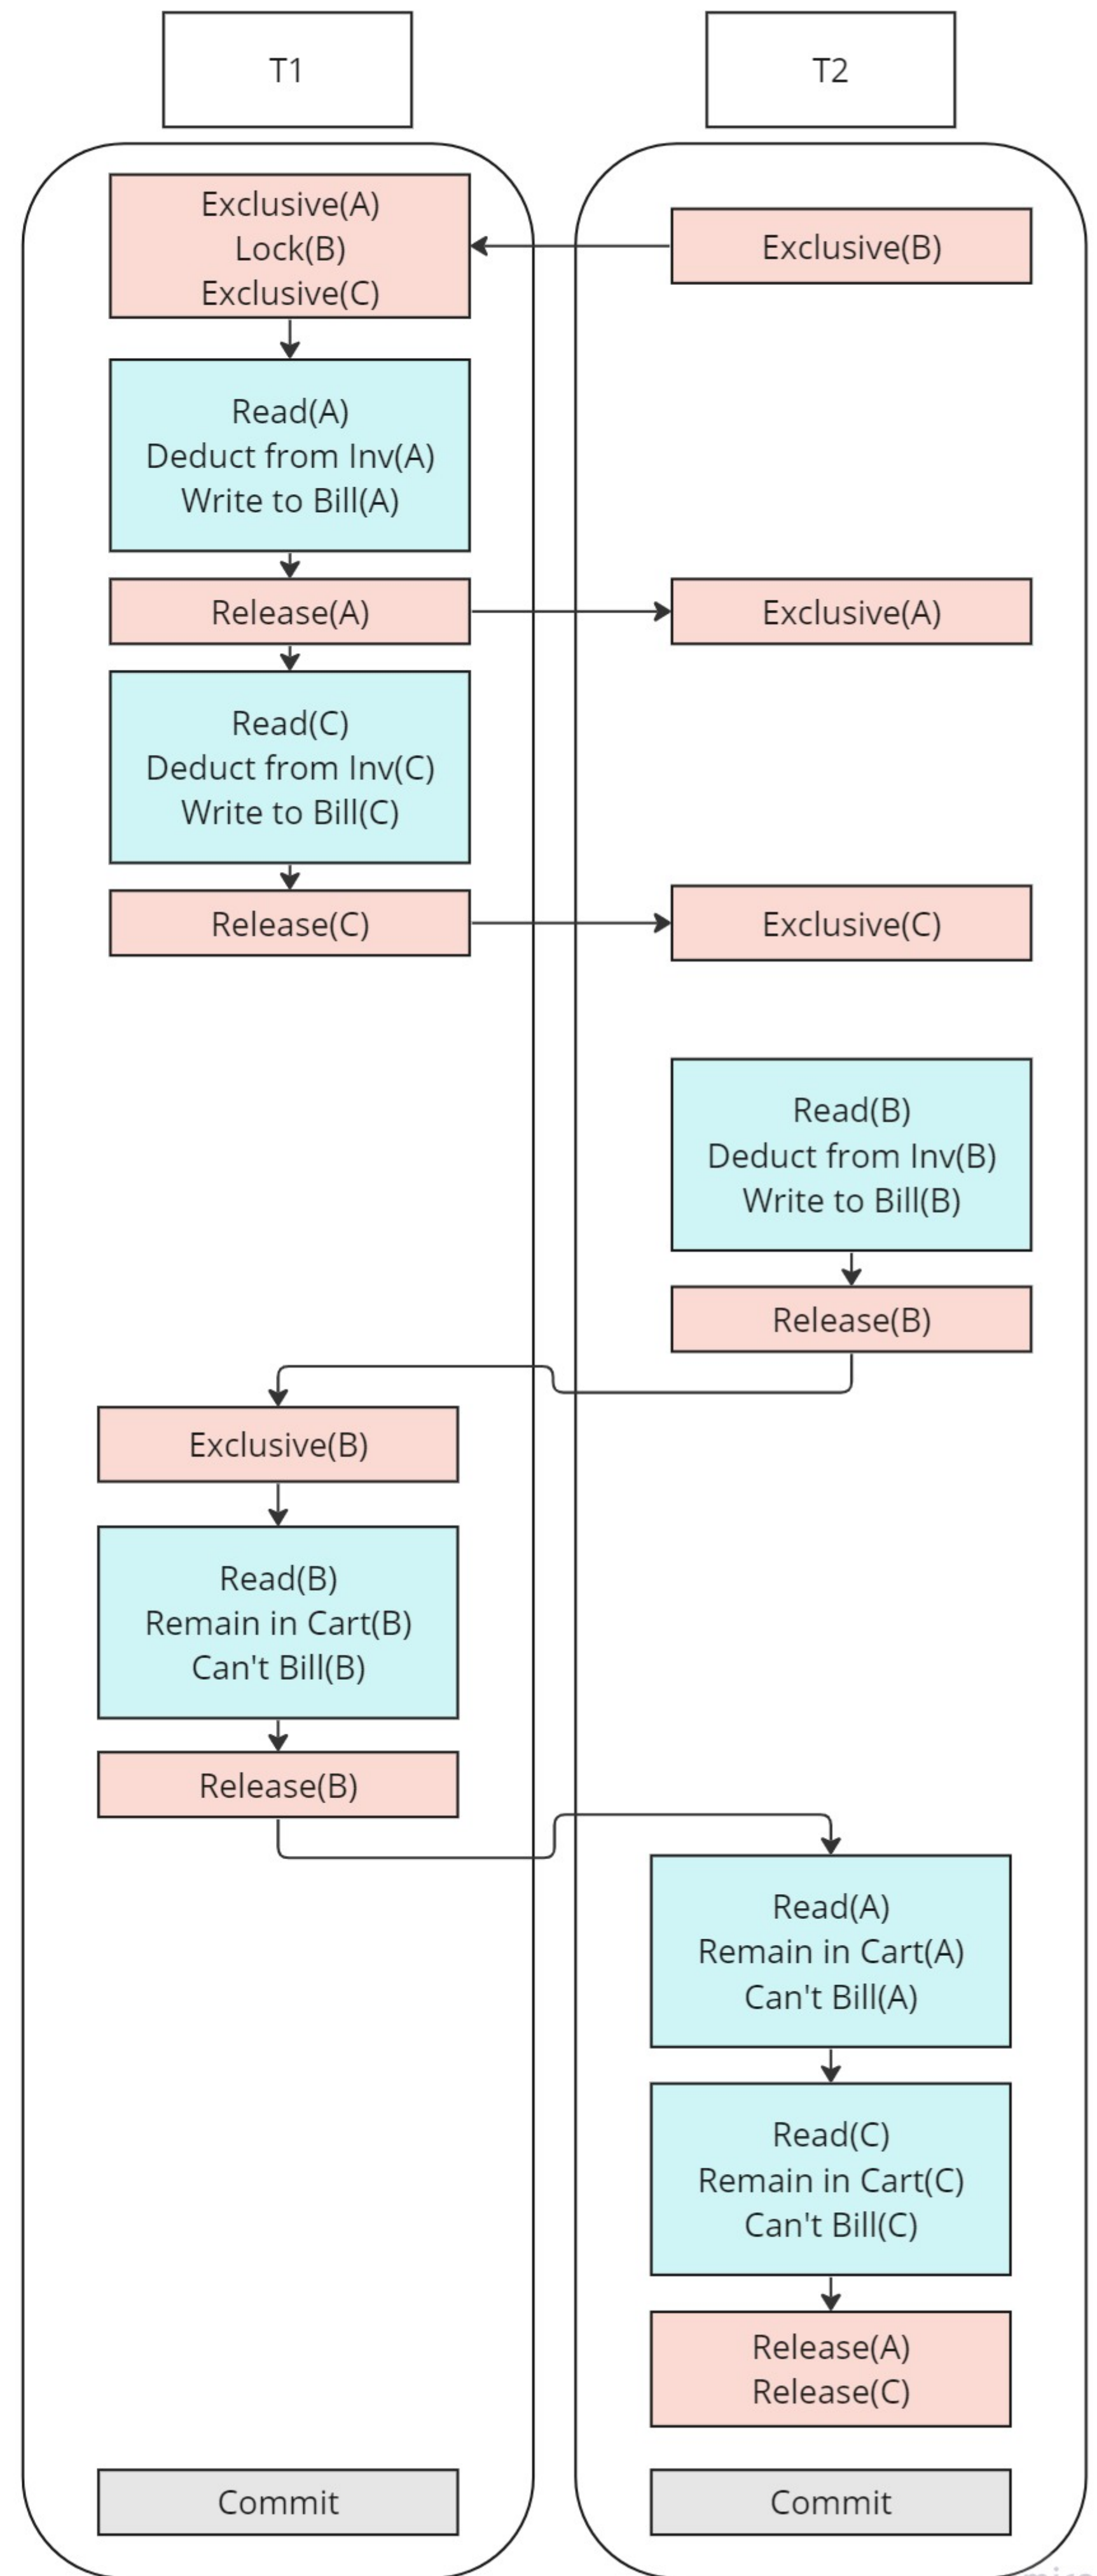 T1
T2
Exclusive(A)
Lock(B)
Exclusive(C)
Exclusive(B)
Read(A)
Deduct from Inv(A)
Write to Bill(A)
Release(A)
Exclusive(A)
Read(C)
Deduct from Inv(C)
Write to Bill(C)
Release(C)
Exclusive(C)
Read(B)
Deduct from Inv(B)
Write to Bill(B)
Release(B)
Exclusive(B)
Read(B)
Remain in Cart(B)
Can't Bill(B)
Release(B)
Read(A)
Remain in Cart(A)
Can't Bill(A)
Read(C)
Remain in Cart(C)
Can't Bill(C)
Release(A)
Release(C)
Commit
Commit